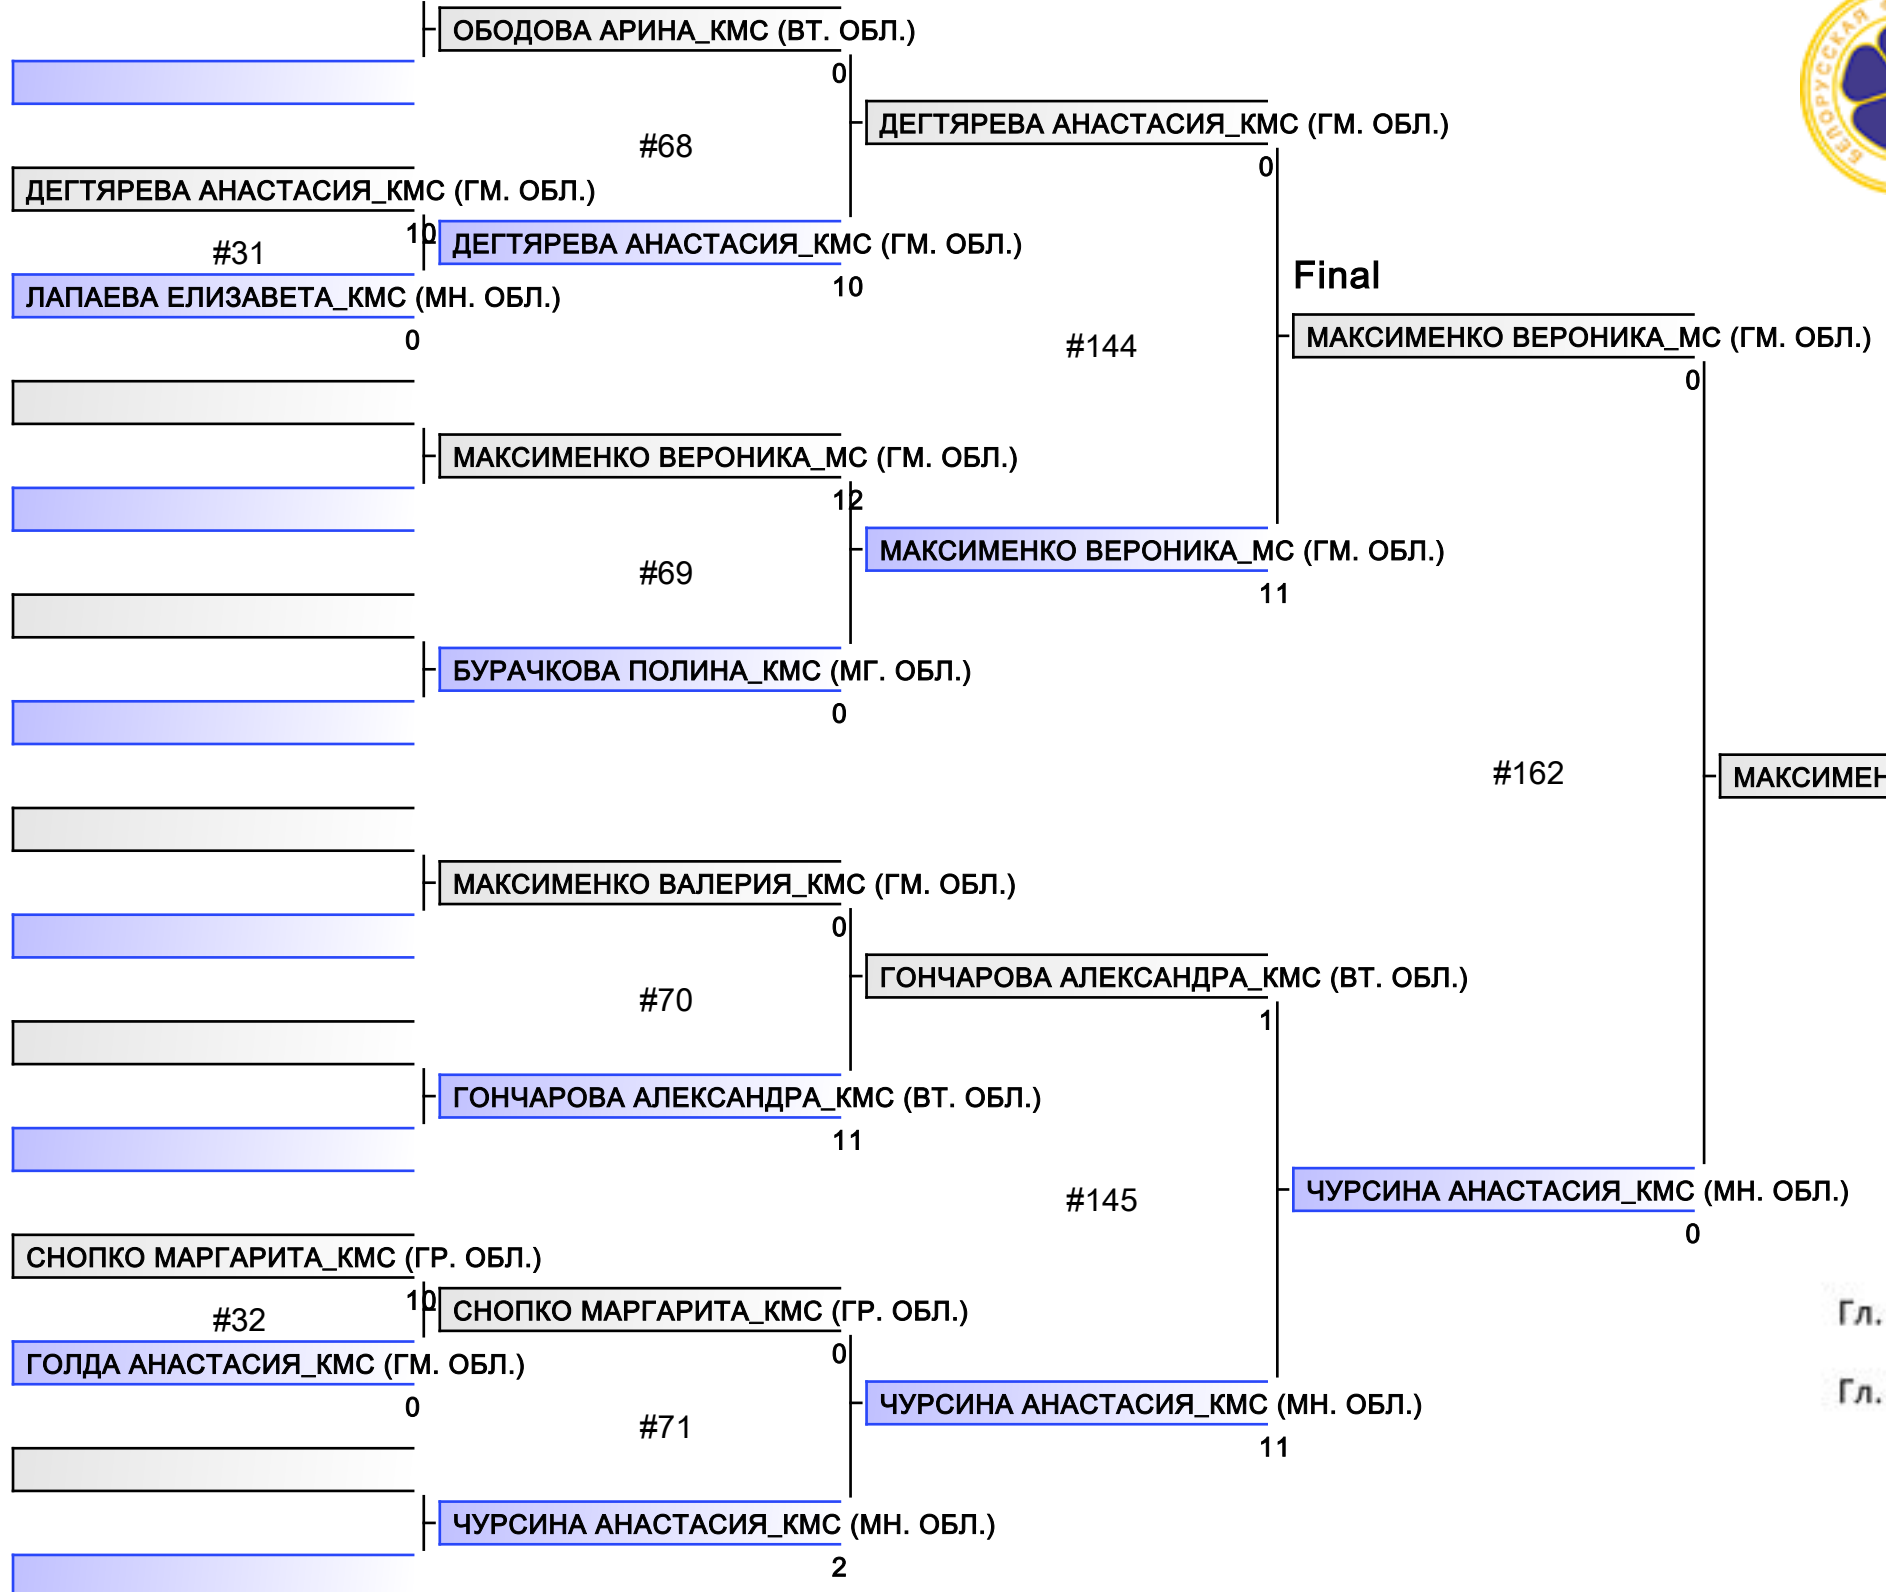 ОБОДОВА АРИНА_КМС (ВТ. ОБЛ.)
0
БЕЛОРУССКАЯ
ДЕГТЯРЕВА АНАСТАСИЯ_КМС (ГМ. ОБЛ.)
0
#68
ДЕГТЯРЕВА АНАСТАСИЯ_КМС (ГМ. ОБЛ.)
10
#31
ДЕГТЯРЕВА АНАСТАСИЯ_КМС (ГМ. ОБЛ.)
10
ЛАПАЕВА ЕЛИЗАВЕТА_КМС (МН. ОБЛ.)
0
Final
#144
МАКСИМЕНКО ВЕРОНИКА_МС (ГМ. ОБЛ.)
0
МАКСИМЕНКО ВЕРОНИКА_МС (ГМ. ОБЛ.)
12
#69
МАКСИМЕНКО ВЕРОНИКА_МС (ГМ. ОБЛ.)
11
БУРАЧКОВА ПОЛИНА_КМС (МГ. ОБЛ.)
0
#162
МАКСИМЕН
МАКСИМЕНКО ВАЛЕРИЯ_КМС (ГМ. ОБЛ.)
0
ГОНЧАРОВА АЛЕКСАНДРА_КМС (ВТ. ОБЛ.)
1
#70
ГОНЧАРОВА АЛЕКСАНДРА_КМС (ВТ. ОБЛ.)
11
#145
ЧУРСИНА АНАСТАСИЯ_КМС (МН. ОБЛ.)
0
СНОПКО МАРГАРИТА_КМС (ГР. ОБЛ.)
10
#32
СНОПКО МАРГАРИТА_КМС (ГР. ОБЛ.)
0
Гл.
ГОЛДА АНАСТАСИЯ_КМС (ГМ. ОБЛ.)
0
Гл.
#71
ЧУРСИНА АНАСТАСИЯ_КМС (МН. ОБЛ.)
11
ЧУРСИНА АНАСТАСИЯ_КМС (МН. ОБЛ.)
2